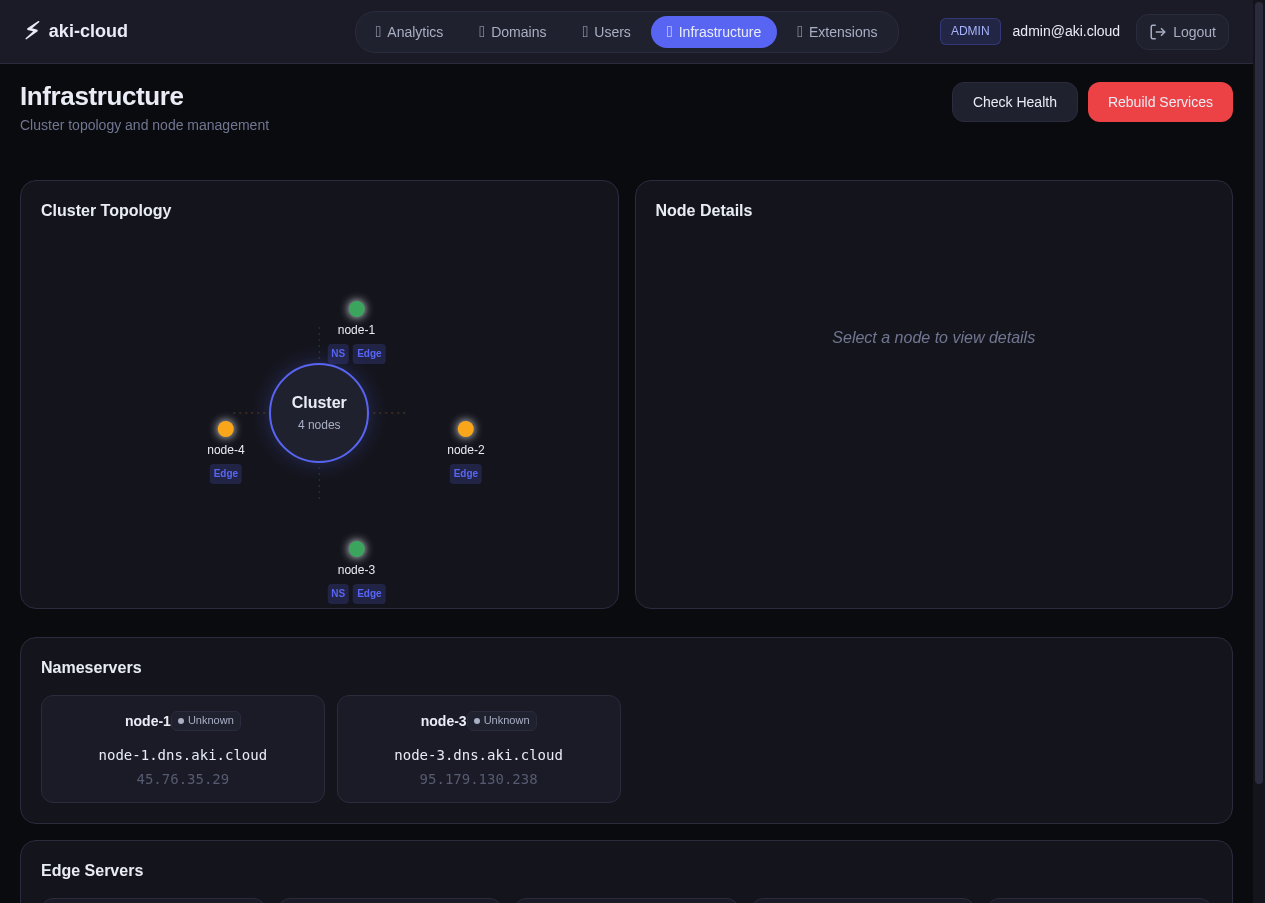 aki-cloud
Analytics
Domains
Users
Infrastructure
Extensions
ADMIN
admin@aki.cloud
Logout
Infrastructure
Cluster topology and node management
Check Health
Rebuild Services
Cluster Topology
node-1
NS Edge
Cluster
4 nodes
node-4
Edge
node-2
Edge
node-3
NS Edge
Node Details
Select a node to view details
Nameservers
node-1 Unknown
node-1.dns.aki.cloud
45.76.35.29
node-3 Unknown
node-3.dns.aki.cloud
95.179.130.238
Edge Servers